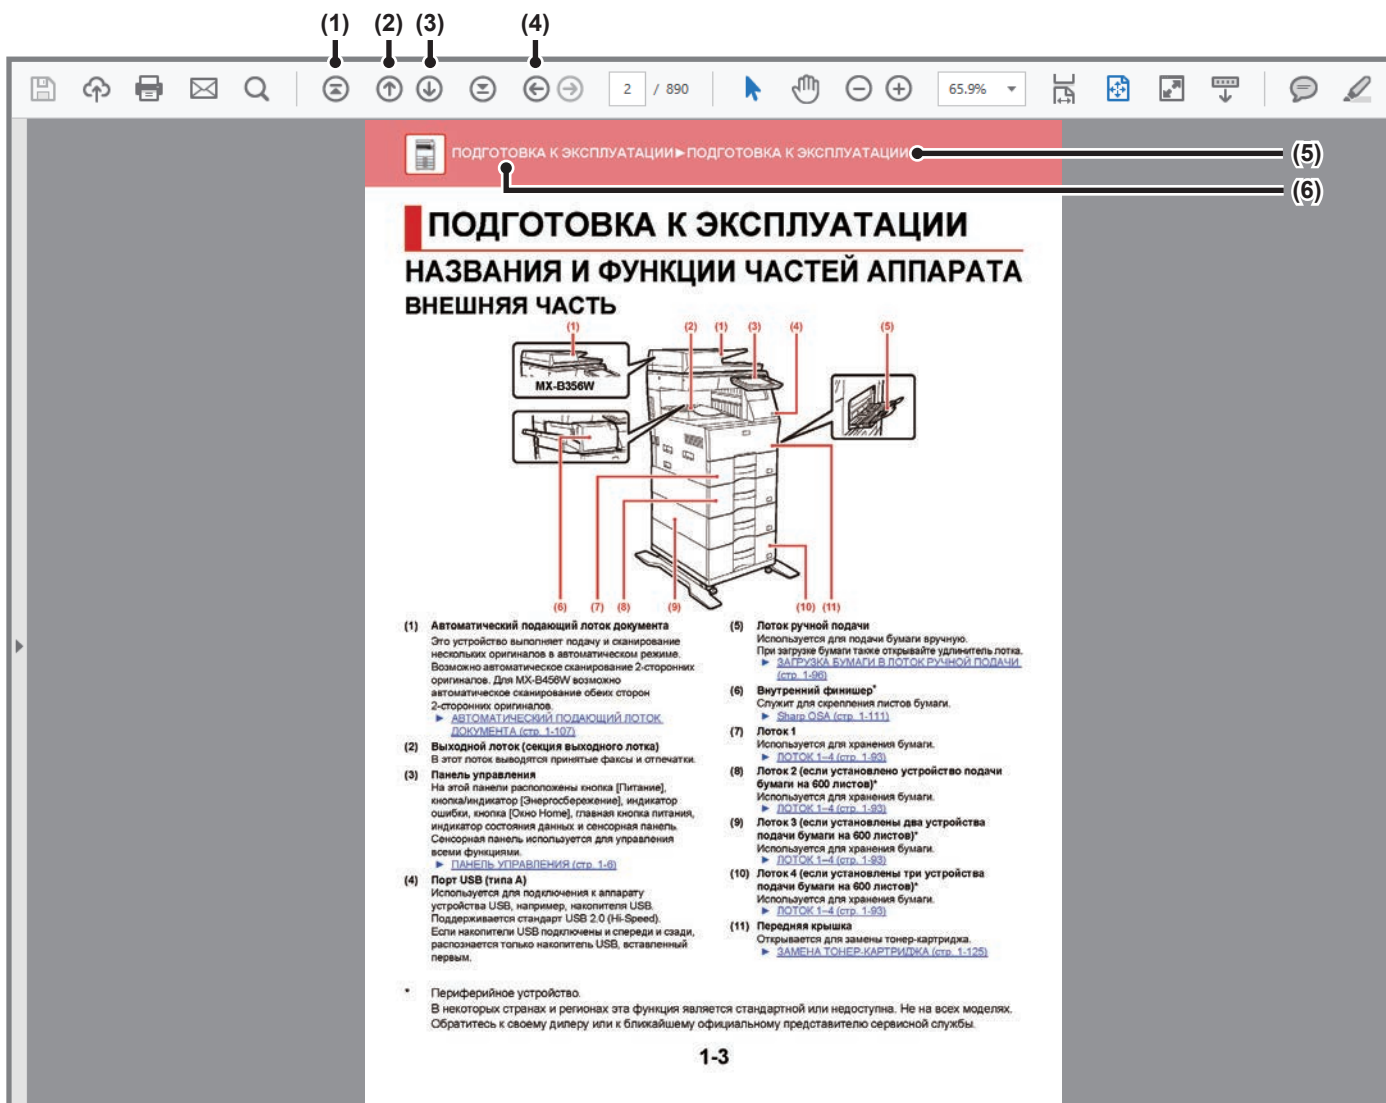 (1) (2) (3) (4)
2 / 890 65.9%
ПОДГОТОВКА К ЭКСПЛУАТАЦИИ►ПОДГОТОВКА К ЭКСПЛУАТАЦИИ
(5)
(6)
ПОДГОТОВКА К ЭКСПЛУАТАЦИИ
НАЗВАНИЯ И ФУНКЦИИ ЧАСТЕЙ АППАРАТА
ВНЕШНЯЯ ЧАСТЬ
(1) (2) (1) (3) (4) (5)
MX-B356W
(6) (7) (8) (9) (10) (11)
(1) Автоматический подающий лоток документа
Это устройство выполняет подачу и сканирование
нескольких оригиналов в автоматическом режиме.
Возможно автоматическое сканирование 2-сторонних
оригиналов. Для MX-B456W возможно
автоматическое сканирование обеих сторон
2-сторонних оригиналов.
► АВТОМАТИЧЕСКИЙ ПОДАЮЩИЙ ЛОТОК
ДОКУМЕНТА (стр. 1-107)
(2) Выходной лоток (секция выходного лотка)
В этот лоток выводятся принятые факсы и отпечатки.
(3) Панель управления
На этой панели расположены кнопка [Питание],
кнопка/индикатор [Энергосбережение], индикатор
ошибки, кнопка [Окно Home], главная кнопка питания,
индикатор состояния данных и сенсорная панель.
Сенсорная панель используется для управления
всеми функциями.
► ПАНЕЛЬ УПРАВЛЕНИЯ (стр. 1-6)
(4) Порт USB (типа A)
Используется для подключения к аппарату
устройства USB, например, накопителя USB.
Поддерживается стандарт USB 2.0 (Hi-Speed).
Если накопители USB подключены и спереди и сзади,
распознается только накопитель USB, вставленный
первым.
(5) Лоток ручной подачи
Используется для подачи бумаги вручную.
При загрузке бумаги также открывайте удлинитель лотка.
► ЗАГРУЗКА БУМАГИ В ЛОТОК РУЧНОЙ ПОДАЧИ
(стр. 1-96)
(6) Внутренний финишер*
Служит для скрепления листов бумаги.
► Sharp OSA (стр. 1-111)
(7) Лоток 1
Используется для хранения бумаги.
► ЛОТОК 1–4 (стр. 1-93)
(8) Лоток 2 (если установлено устройство подачи
бумаги на 600 листов)*
Используется для хранения бумаги.
► ЛОТОК 1–4 (стр. 1-93)
(9) Лоток 3 (если установлены два устройства
подачи бумаги на 600 листов)*
Используется для хранения бумаги.
► ЛОТОК 1–4 (стр. 1-93)
(10) Лоток 4 (если установлены три устройства
подачи бумаги на 600 листов)*
Используется для хранения бумаги.
► ЛОТОК 1–4 (стр. 1-93)
(11) Передняя крышка
Открывается для замены тонер-картриджа.
► ЗАМЕНА ТОНЕР-КАРТРИДЖА (стр. 1-125)
* Периферийное устройство.
В некоторых странах и регионах эта функция является стандартной или недоступна. Не на всех моделях.
Обратитесь к своему дилеру или к ближайшему официальному представителю сервисной службы.
1-3